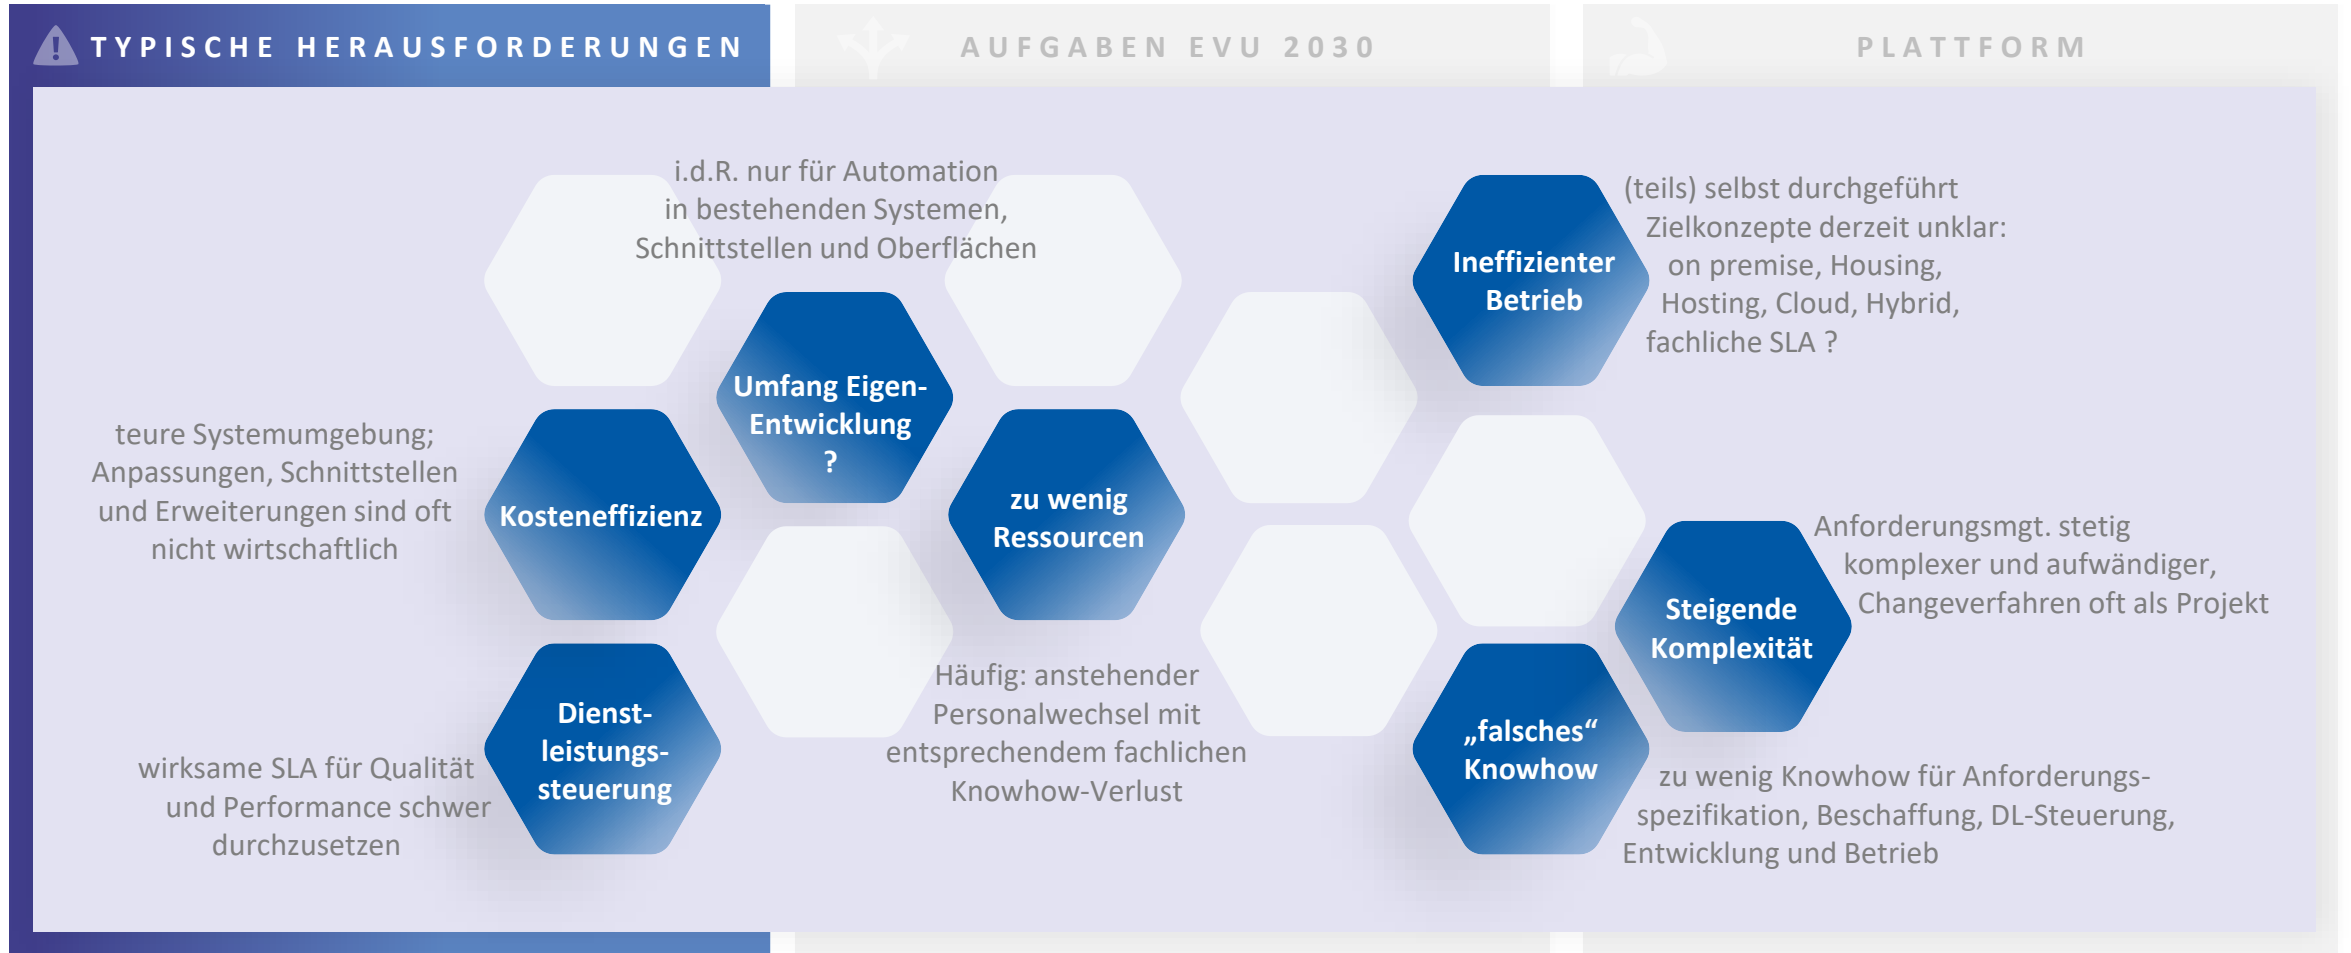 TYPISCHE HERAUSFORDERUNGEN
AUFGABEN EVU 2030
PLATTFORM
i.d.R. nur für Automation
in bestehenden Systemen,
Schnittstellen und Oberflächen
Umfang Eigen-
Entwicklung
?
teure Systemumgebung;
Anpassungen, Schnittstellen
und Erweiterungen sind oft
nicht wirtschaftlich
Kosteneffizienz
zu wenig
Ressourcen
Häufig: anstehender
Personalwechsel mit
entsprechendem fachlichen
Knowhow-Verlust
Dienst-
leistungs-
steuerung
wirksame SLA für Qualität
und Performance schwer
durchzusetzen
Ineffizienter
Betrieb
(teils) selbst durchgeführt
Zielkonzepte derzeit unklar:
on premise, Housing,
Hosting, Cloud, Hybrid,
fachliche SLA ?
Steigende
Komplexität
Anforderungsmgt. stetig
komplexer und aufwändiger,
Changeverfahren oft als Projekt
„falsches“
Knowhow
zu wenig Knowhow für Anforderungs-
spezifikation, Beschaffung, DL-Steuerung,
Entwicklung und Betrieb